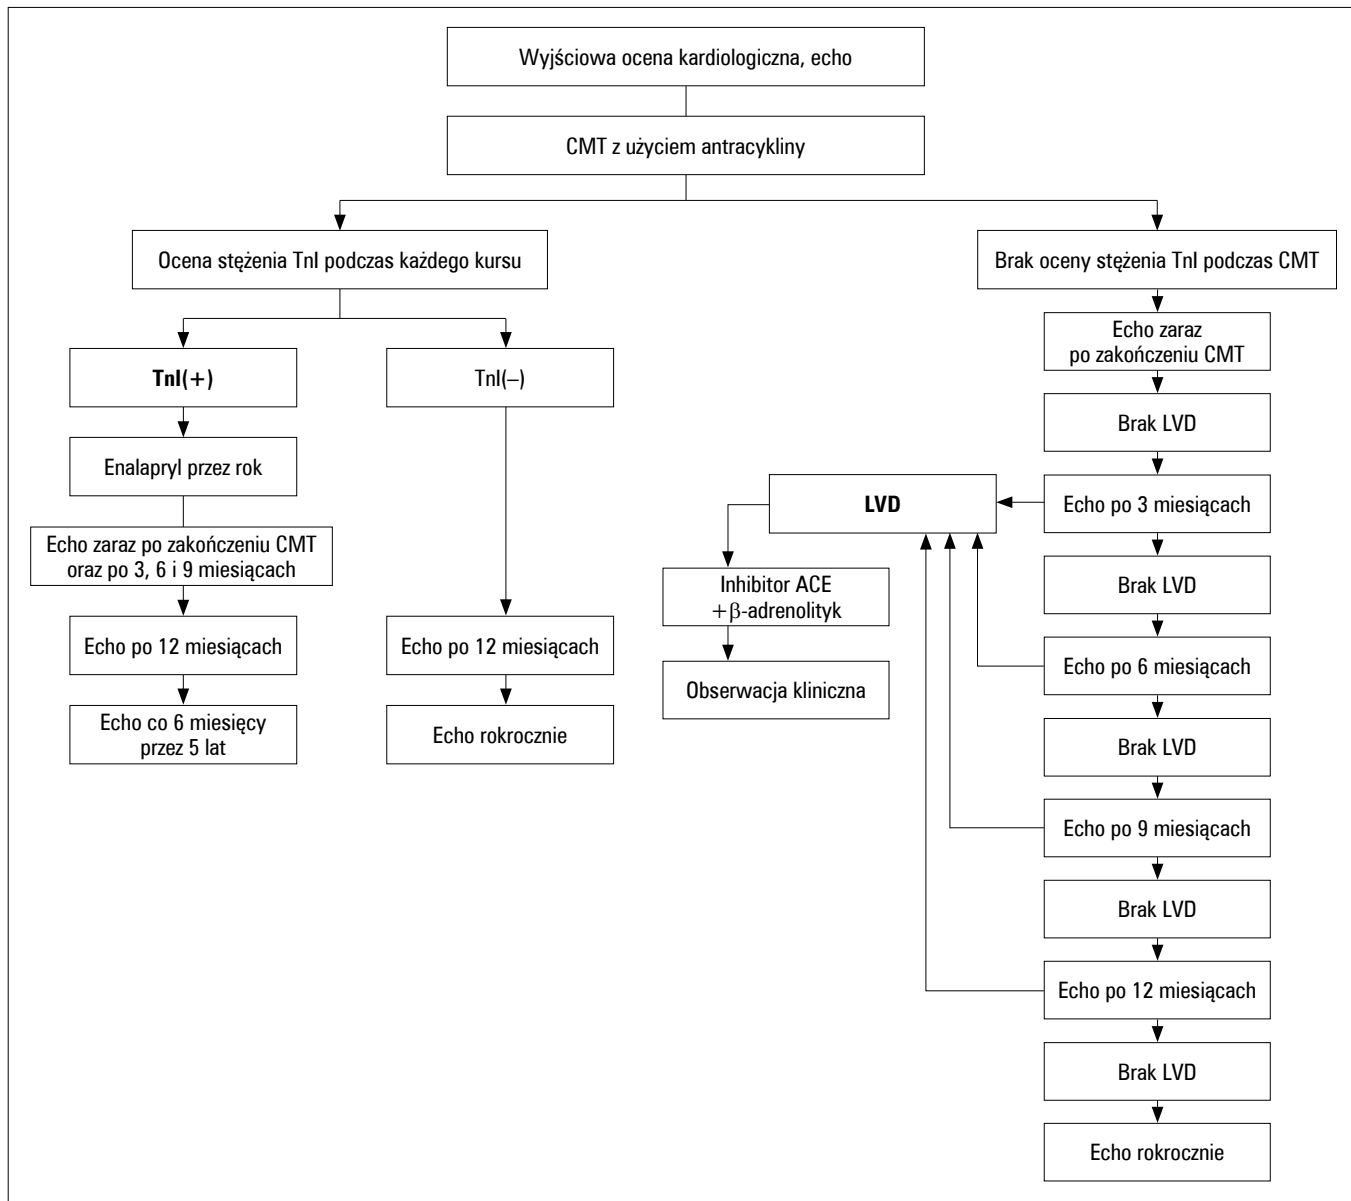 Wyjściowa ocena kardiologiczna, echo
CMT z użyciem antracykliny
Ocena stężenia TnI podczas każdego kursu
Brak oceny stężenia TnI podczas CMT
TnI(+)
TnI(–)
Enalapryl przez rok
Echo zaraz po zakończeniu CMT
oraz po 3, 6 i 9 miesiącach
Echo po 12 miesiącach
Echo co 6 miesięcy
przez 5 lat
Echo po 12 miesiącach
Echo rokrocznie
Echo zaraz
po zakończeniu CMT
Brak LVD
Echo po 3 miesiącach
LVD
Inhibitor ACE
+β-adrenolityk
Obserwacja kliniczna
Brak LVD
Echo po 6 miesiącach
Brak LVD
Echo po 9 miesiącach
Brak LVD
Echo po 12 miesiącach
Brak LVD
Echo rokrocznie